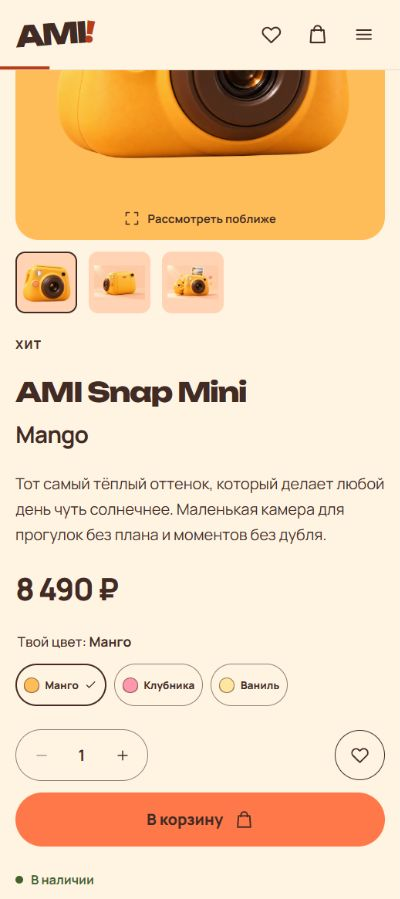 AMI!
Рассмотреть поближе
ХИТ
AMI Snap Mini
Mango
Тот самый тёплый оттенок, который делает любой
день чуть солнечнее. Маленькая камера для
прогулок без плана и моментов без дубля.
8 490 ₽
Твой цвет: Манго
Манго
Клубника
Ваниль
1
В корзину
В наличии